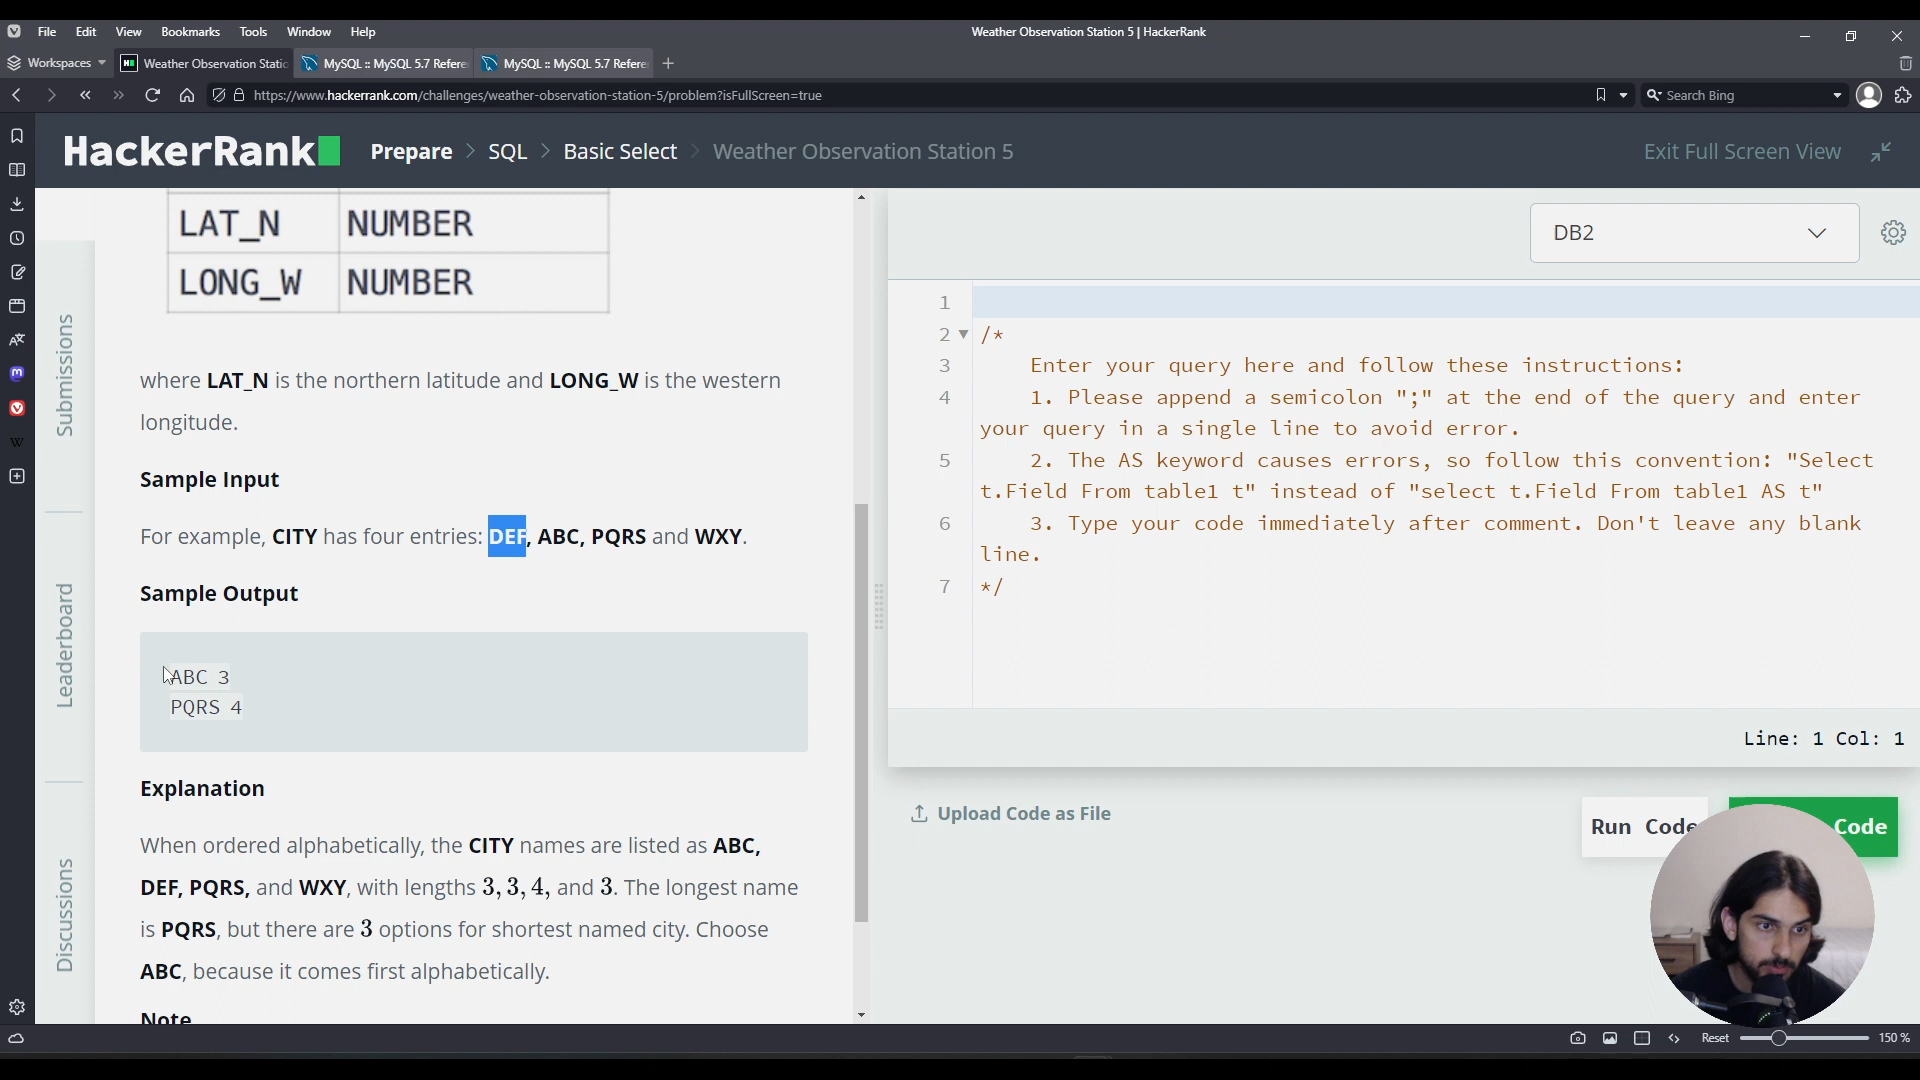 File Edit View Bookmarks Tools Window Help
Weather Observation Station 5 | HackerRank
Workspaces
Weather Observation Statio
MySQL :: MySQL 5.7 Refere
MySQL :: MySQL 5.7 Refere
https://www.hackerrank.com/challenges/weather-observation-station-5/problem?isFullScreen=true
Search Bing
HackerRank
Prepare > SQL > Basic Select > Weather Observation Station 5
Exit Full Screen View
Submissions
Leaderboard
Discussions
LAT_N NUMBER
LONG_W NUMBER
where LAT_N is the northern latitude and LONG_W is the western
longitude.
Sample Input
For example, CITY has four entries: DEF, ABC, PQRS and WXY.
Sample Output
ABC 3
PQRS 4
Explanation
When ordered alphabetically, the CITY names are listed as ABC,
DEF, PQRS, and WXY, with lengths 3, 3, 4, and 3. The longest name
is PQRS, but there are 3 options for shortest named city. Choose
ABC, because it comes first alphabetically.
Note
DB2
1
2 /*
3 Enter your query here and follow these instructions:
4 1. Please append a semicolon ";" at the end of the query and enter
your query in a single line to avoid error.
5 2. The AS keyword causes errors, so follow this convention: "Select
t.Field From table1 t" instead of "select t.Field From table1 AS t"
6 3. Type your code immediately after comment. Don't leave any blank
line.
7 */
Line: 1 Col: 1
Upload Code as File
Run Code
Code
Reset
150 %